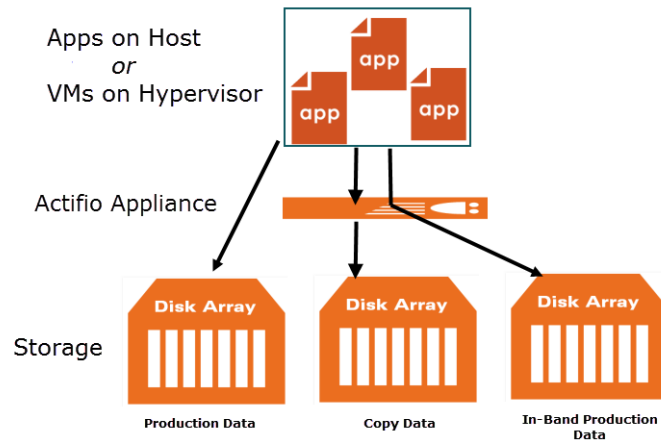 Apps on Host
or
VMs on Hypervisor
app
app
app
Actifio Appliance
Storage
Disk Array
Disk Array
Disk Array
Production Data
Copy Data
In-Band Production
Data